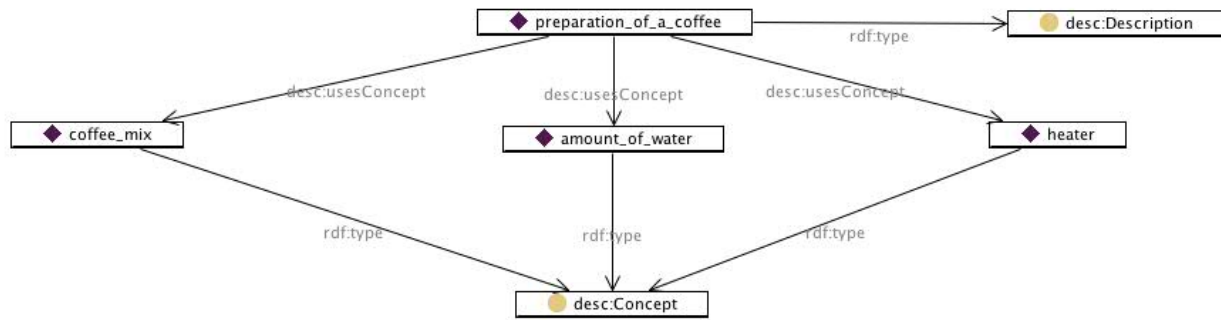 preparation_of_a_coffee
desc:Description
rdf:type
desc:usesConcept
desc:usesConcept
desc:usesConcept
coffee_mix
amount_of_water
heater
rdf:type
rdf:type
rdf:type
desc:Concept